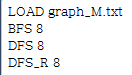 LOAD graph_M.txt
BFS 8
DFS 8
DFS_R 8